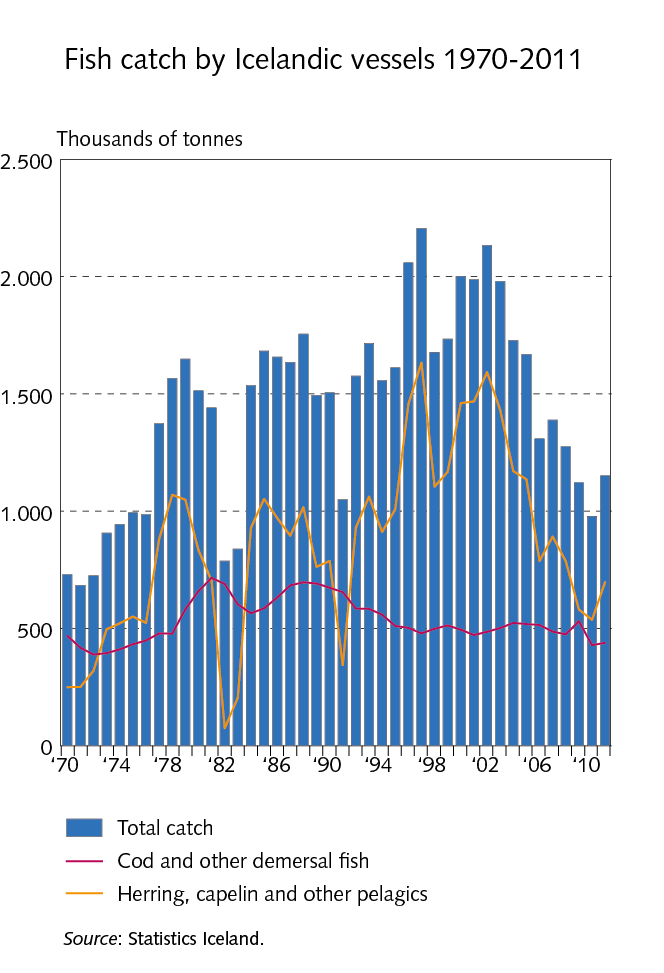 Fish catch by Icelandic vessels 1970-2011
Thousands of tonnes
2.500
2.000
1.500
1.000
500
0
‘70 ‘74 ‘78 ‘82 ‘86 ‘90 ‘94 ‘98 ‘02 ‘06 ‘10
Total catch
Cod and other demersal fish
Herring, capelin and other pelagics
Source: Statistics Iceland.